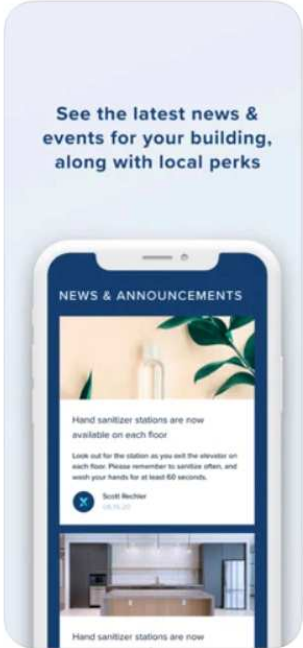 See the latest news &
events for your building,
along with local perks
NEWS & ANNOUNCEMENTS
Hand sanitizer stations are now
available on each floor
Look out for the station as you exit the elevator on
each floor. Please remember to sanitize often, and
wash your hands for at least 60 seconds.
Scott Rechler
Hand sanitizer stations are now